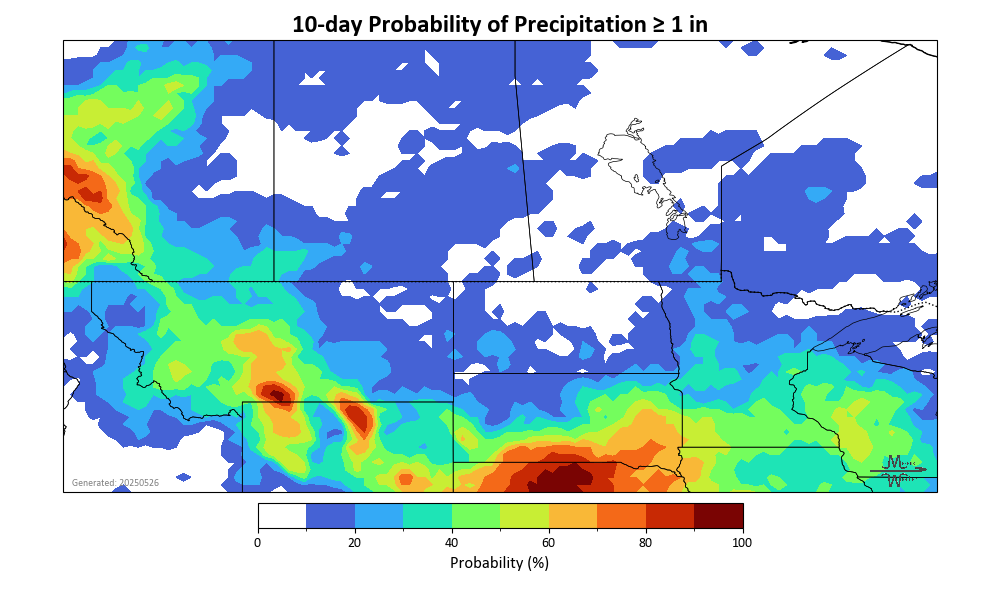 10-day Probability of Precipitation ≥ 1 in
Generated: 20250526
0 20 40 60 80 100
Probability (%)